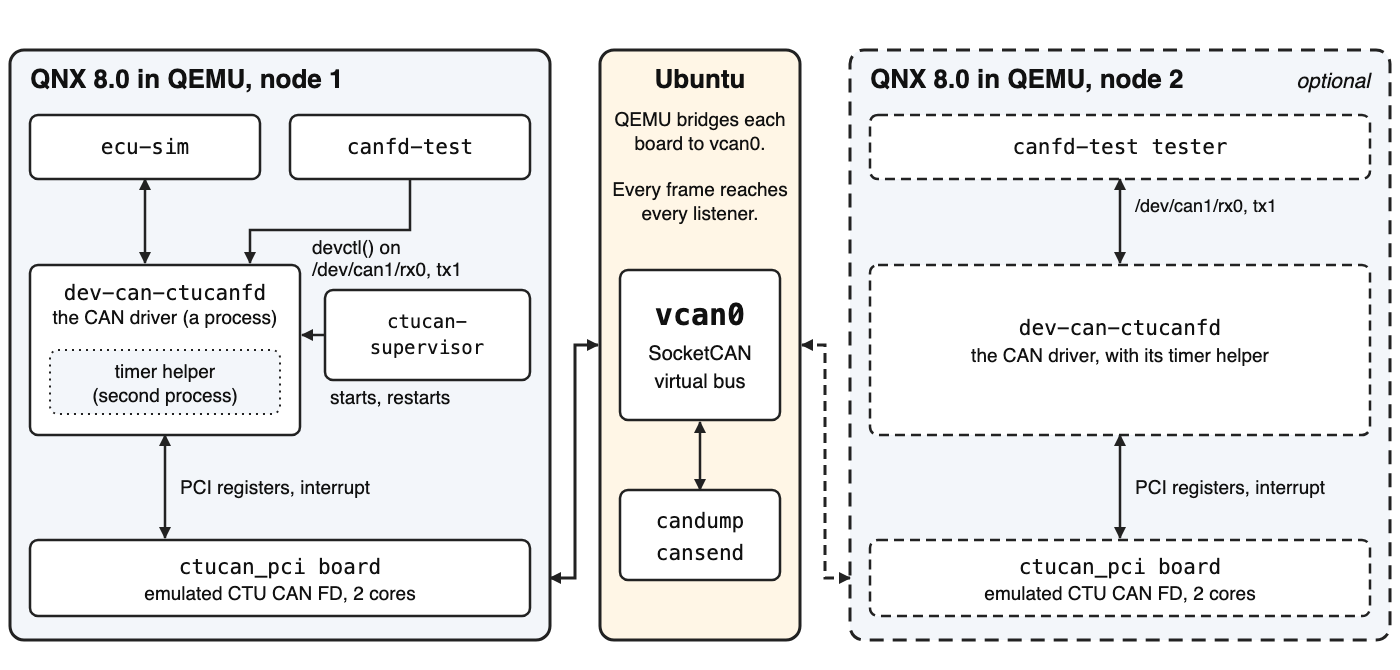 QNX 8.0 in QEMU, node 1
ecu-sim
canfd-test
devctl() on
/dev/can1/rx0, tx1
dev-can-ctucanfd
the CAN driver (a process)
timer helper
(second process)
ctucan-
supervisor
starts, restarts
PCI registers, interrupt
ctucan_pci board
emulated CTU CAN FD, 2 cores
Ubuntu
QEMU bridges each
board to vcan0.
Every frame reaches
every listener.
vcan0
SocketCAN
virtual bus
candump
cansend
QNX 8.0 in QEMU, node 2
optional
canfd-test tester
/dev/can1/rx0, tx1
dev-can-ctucanfd
the CAN driver, with its timer helper
PCI registers, interrupt
ctucan_pci board
emulated CTU CAN FD, 2 cores